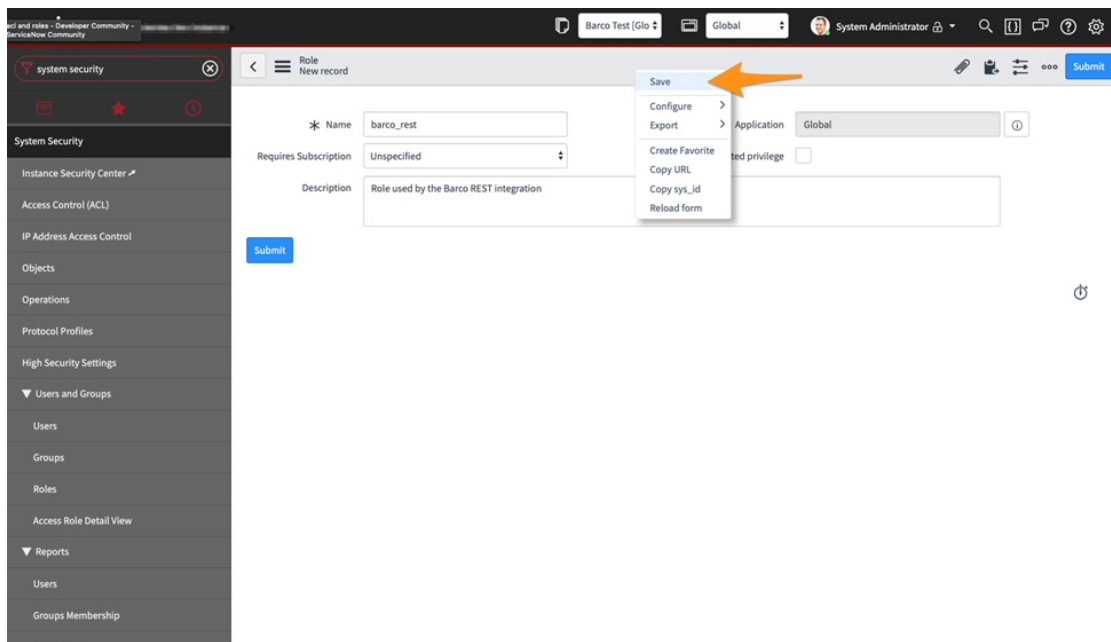 acl and roles - Developer Community -
ServiceNow Community
Barco Test [Glo
Global
System Administrator
system security
Role
New record
Submit
System Security
Instance Security Center
Access Control (ACL)
IP Address Access Control
Objects
Operations
Protocol Profiles
High Security Settings
Users and Groups
Users
Groups
Roles
Access Role Detail View
Reports
Users
Groups Membership
Name
barco_rest
Application
Global
Requires Subscription
Unspecified
ted privilege
Description
Role used by the Barco REST integration
Submit
Save
Configure
Export
Create Favorite
Copy URL
Copy sys_id
Reload form